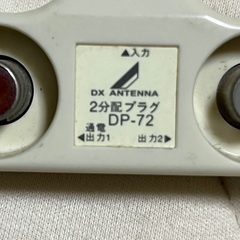 ▲入力
DX ANTENNA
2分配プラグ
DP-72
通電
◀出力1 出力2▶